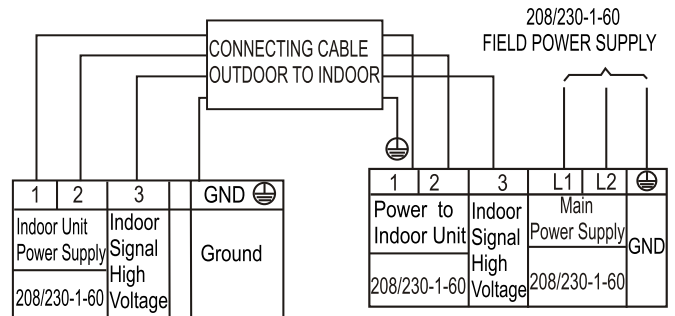 208/230-1-60
FIELD POWER SUPPLY
CONNECTING CABLE
OUTDOOR TO INDOOR
1 2 3 GND
Indoor Unit
Power Supply
208/230-1-60
Indoor
Signal
High
Voltage
Ground
1 2 3 L1 L2
Power to
Indoor Unit
208/230-1-60
Indoor
Signal
High
Voltage
Main
Power Supply
208/230-1-60
GND